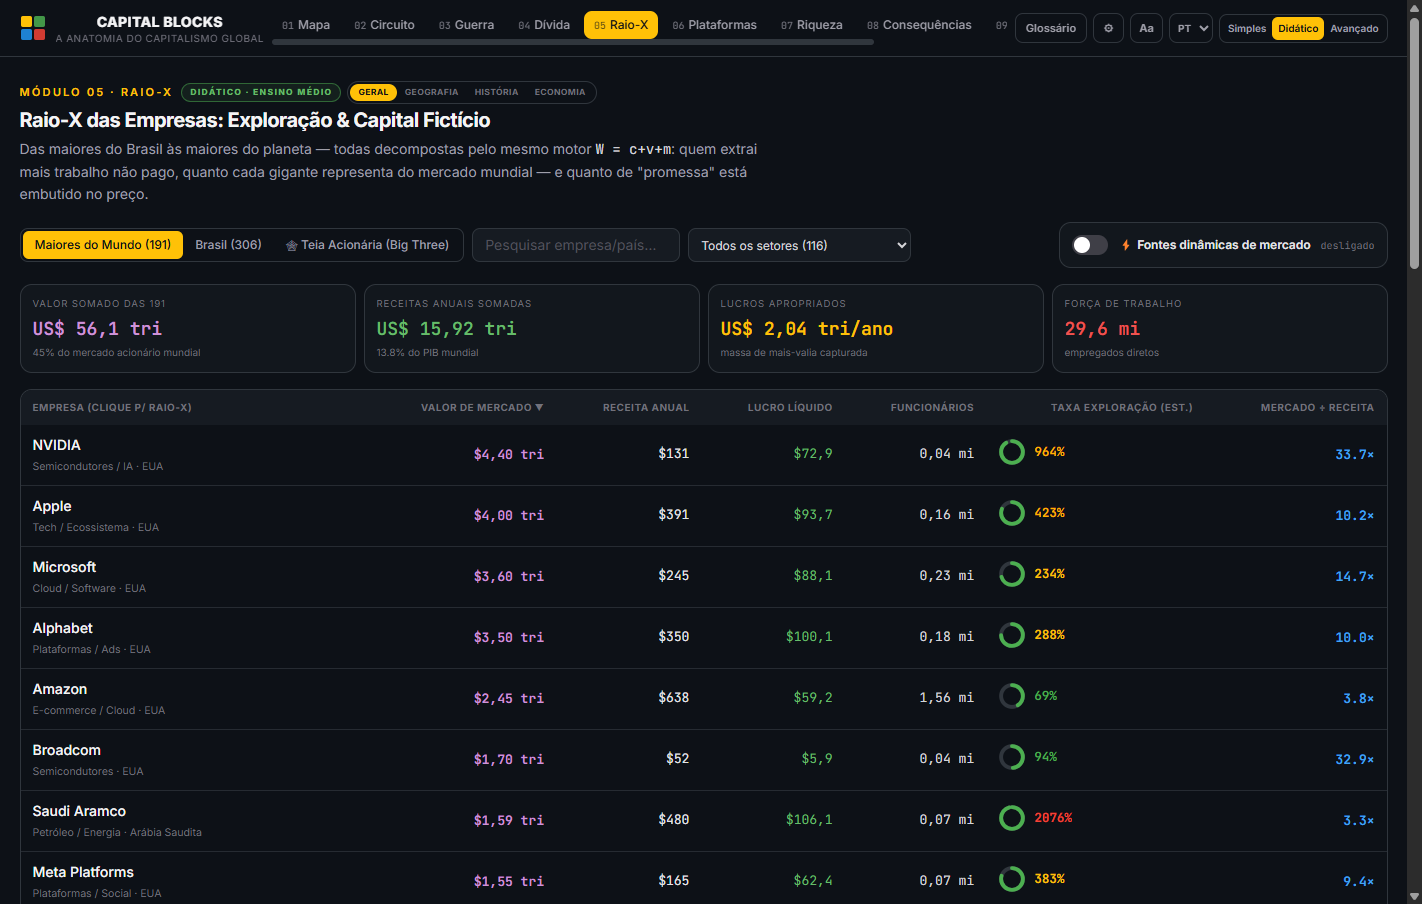 CAPITAL BLOCKS
A ANATOMIA DO CAPITALISMO GLOBAL
01 Mapa
02 Circuito
03 Guerra
04 Dívida
05 Raio-X
06 Plataformas
07 Riqueza
08 Consequências
09
Glossário
⚙
Aa
PT
Simples
Didático
Avançado
MÓDULO 05 · RAIO-X
DIDÁTICO · ENSINO MÉDIO
GERAL
GEOGRAFIA
HISTÓRIA
ECONOMIA
Raio-X das Empresas: Exploração & Capital Fictício
Das maiores do Brasil às maiores do planeta — todas decompostas pelo mesmo motor W = c+v+m: quem extrai
mais trabalho não pago, quanto cada gigante representa do mercado mundial — e quanto de "promessa" está
embutido no preço.
Maiores do Mundo (191)
Brasil (306)
🕸 Teia Acionária (Big Three)
Pesquisar empresa/país...
Todos os setores (116)
⚡ Fontes dinâmicas de mercado desligado
VALOR SOMADO DAS 191
US$ 56,1 tri
45% do mercado acionário mundial
RECEITAS ANUAIS SOMADAS
US$ 15,92 tri
13.8% do PIB mundial
LUCROS APROPRIADOS
US$ 2,04 tri/ano
massa de mais-valia capturada
FORÇA DE TRABALHO
29,6 mi
empregados diretos
EMPRESA (CLIQUE P/ RAIO-X) VALOR DE MERCADO ▼ RECEITA ANUAL LUCRO LÍQUIDO FUNCIONÁRIOS TAXA EXPLORAÇÃO (EST.) MERCADO ÷ RECEITA
NVIDIA
Semicondutores / IA · EUA
$4,40 tri $131 $72,9 0,04 mi 964% 33.7×
Apple
Tech / Ecossistema · EUA
$4,00 tri $391 $93,7 0,16 mi 423% 10.2×
Microsoft
Cloud / Software · EUA
$3,60 tri $245 $88,1 0,23 mi 234% 14.7×
Alphabet
Plataformas / Ads · EUA
$3,50 tri $350 $100,1 0,18 mi 288% 10.0×
Amazon
E-commerce / Cloud · EUA
$2,45 tri $638 $59,2 1,56 mi 69% 3.8×
Broadcom
Semicondutores · EUA
$1,70 tri $52 $5,9 0,04 mi 94% 32.9×
Saudi Aramco
Petróleo / Energia · Arábia Saudita
$1,59 tri $480 $106,1 0,07 mi 2076% 3.3×
Meta Platforms
Plataformas / Social · EUA
$1,55 tri $165 $62,4 0,07 mi 383% 9.4×